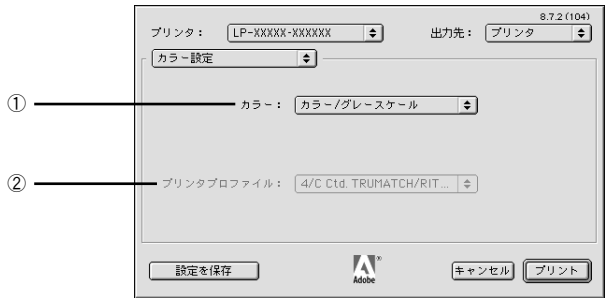 8.7.2 (104)
プリンタ： LP-XXXXX-XXXXXX 出力先： プリンタ
カラー設定
① カラー： カラー/グレースケール
② プリンタプロファイル： 4/C Ctd. TRUMATCH/RIT...
設定を保存 Adobe® キャンセル プリント